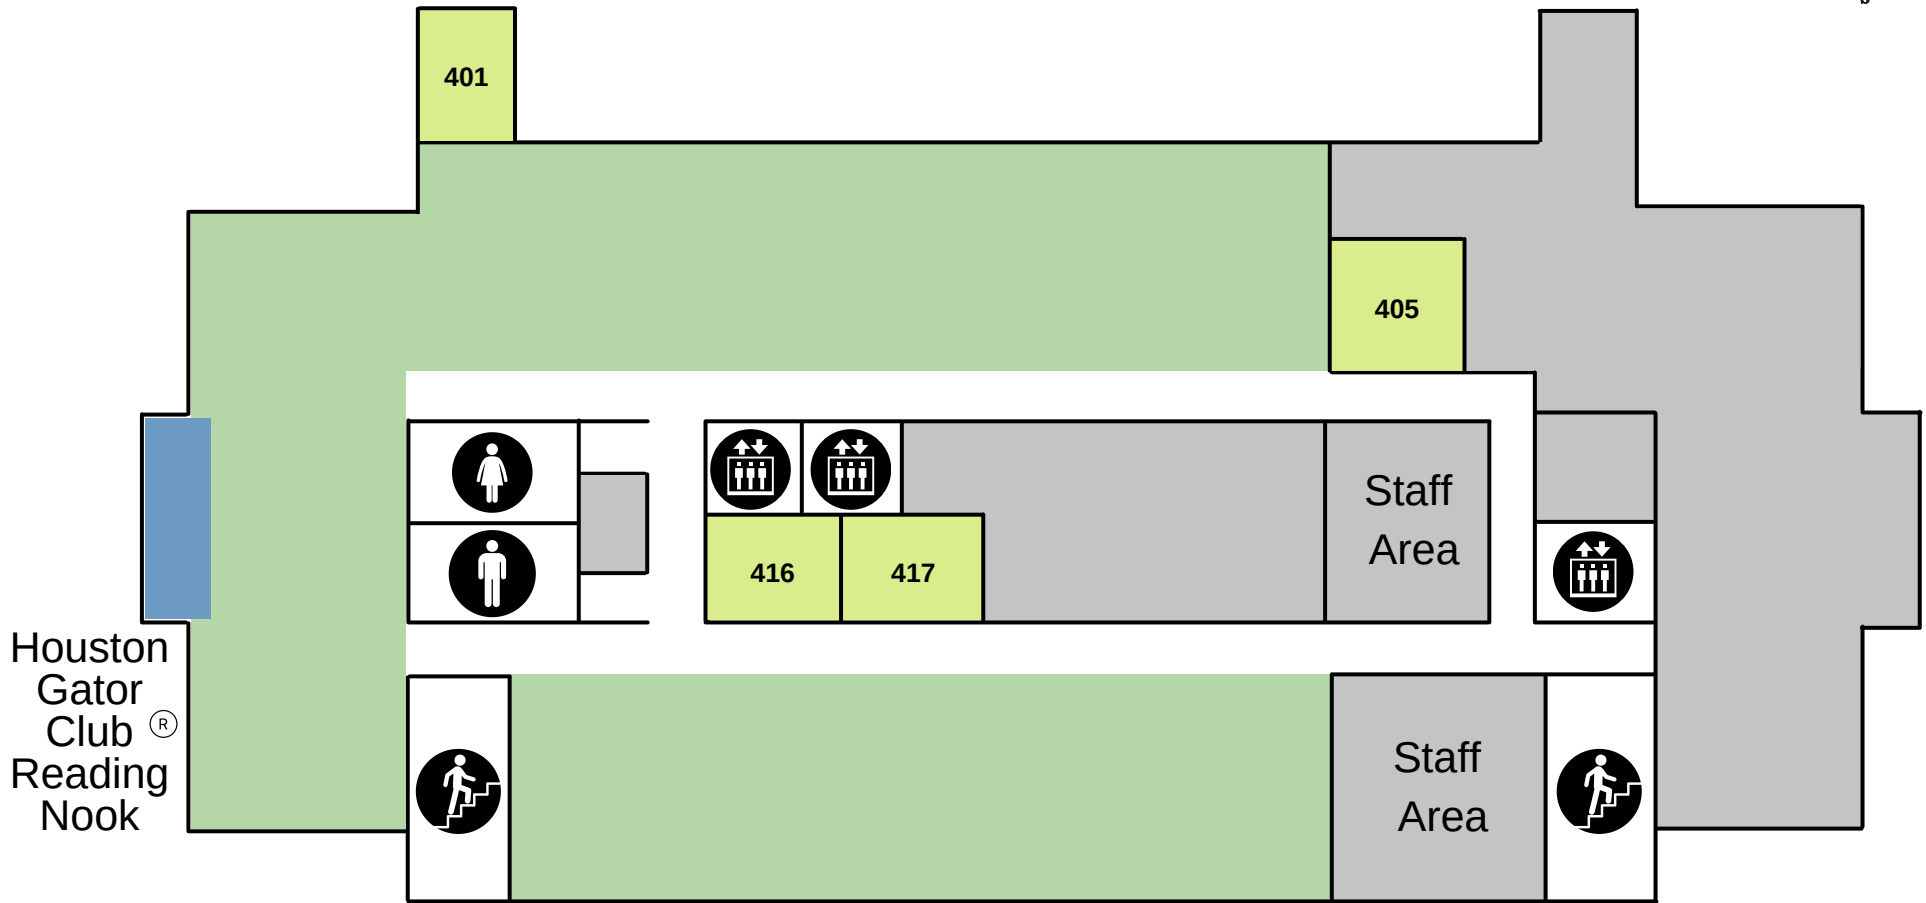 401
405
Staff
Area
416
417
Houston
Gator
Club ®
Reading
Nook
Staff
Area